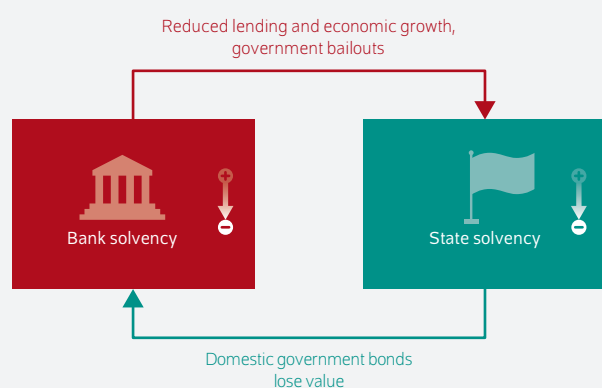 Reduced lending and economic growth,
government bailouts
Bank solvency
State solvency
Domestic government bonds
lose value